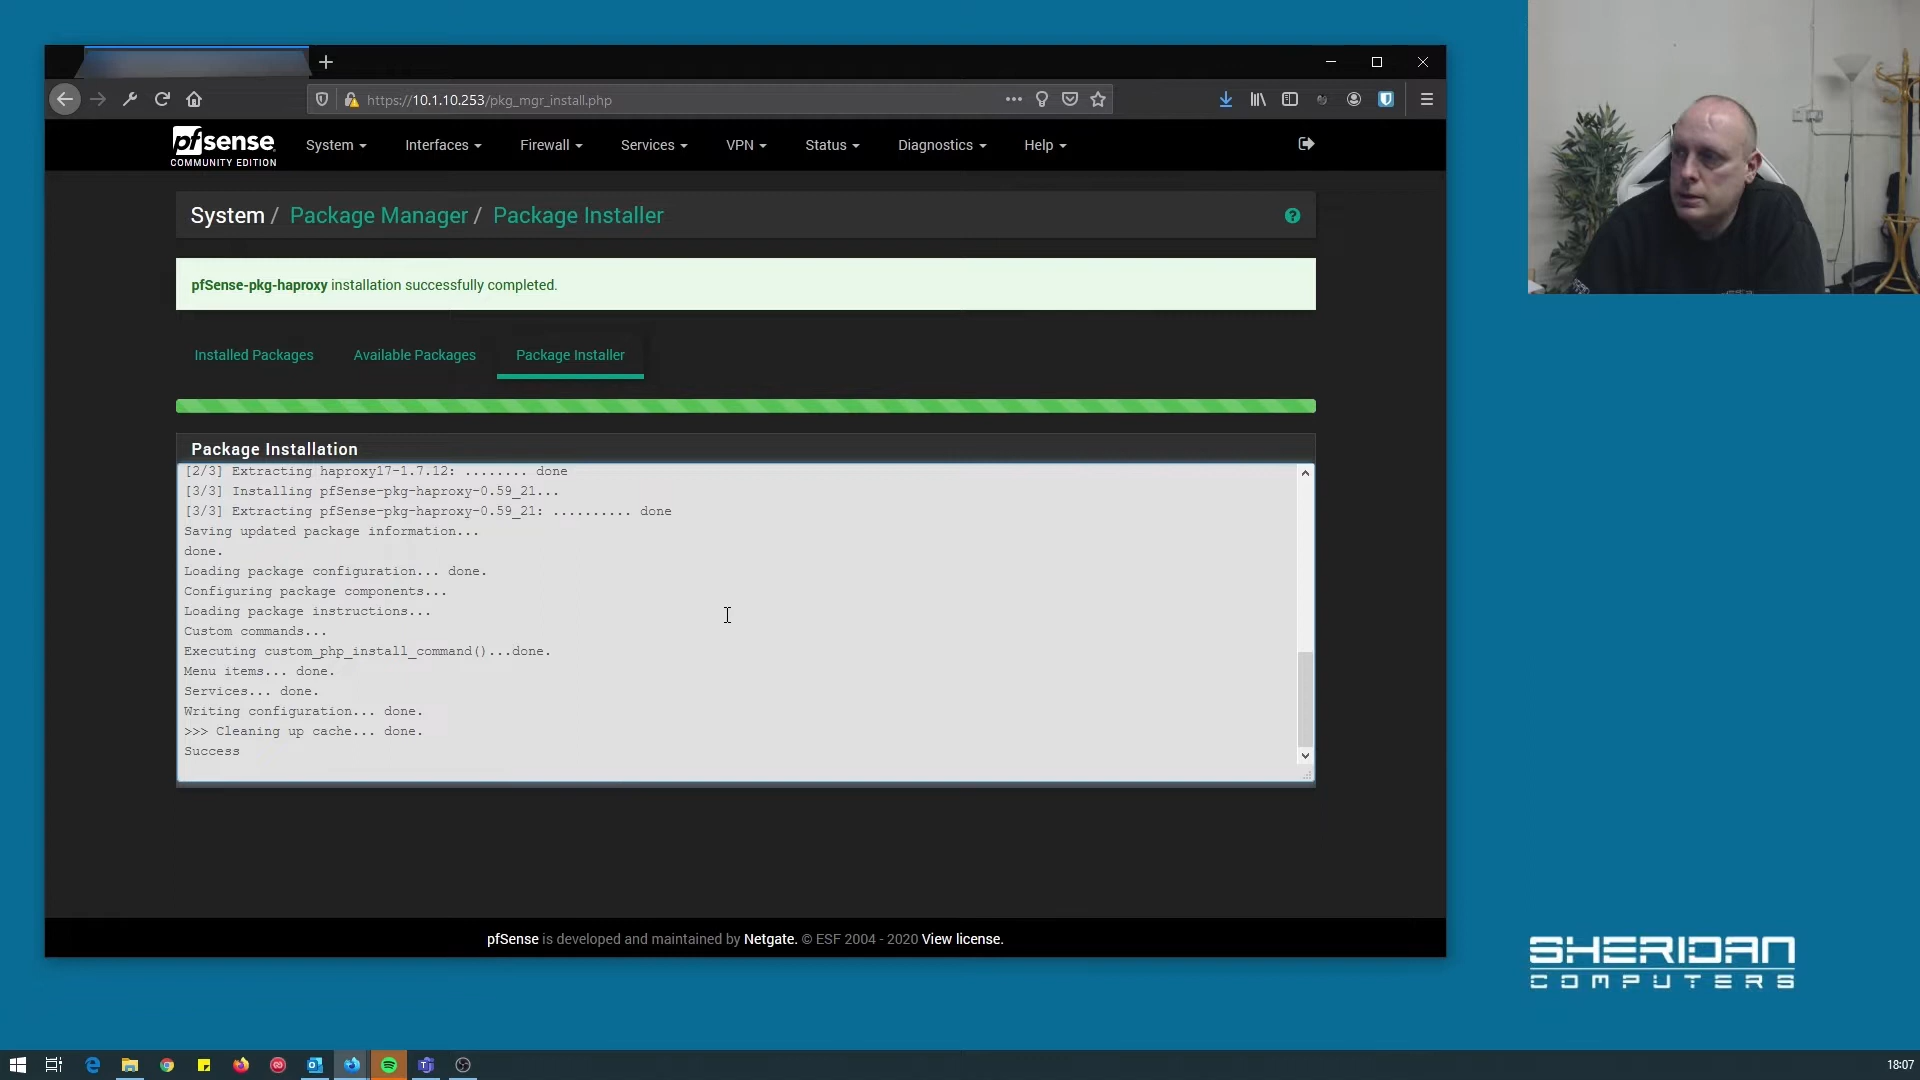 https://10.1.10.253/pkg_mgr_install.php
pfsense
COMMUNITY EDITION
System
Interfaces
Firewall
Services
VPN
Status
Diagnostics
Help
System / Package Manager / Package Installer
pfSense-pkg-haproxy installation successfully completed.
Installed Packages
Available Packages
Package Installer
Package Installation
[2/3] Extracting haproxy17-1.7.12: ........ done
[3/3] Installing pfSense-pkg-haproxy-0.59_21...
[3/3] Extracting pfSense-pkg-haproxy-0.59_21: .......... done
Saving updated package information...
done.
Loading package configuration... done.
Configuring package components...
Loading package instructions...
Custom commands...
Executing custom_php_install_command()...done.
Menu items... done.
Services... done.
Writing configuration... done.
>>> Cleaning up cache... done.
Success
pfSense is developed and maintained by Netgate. © ESF 2004 - 2020 View license.
SHERIDAN
COMPUTERS
18:07